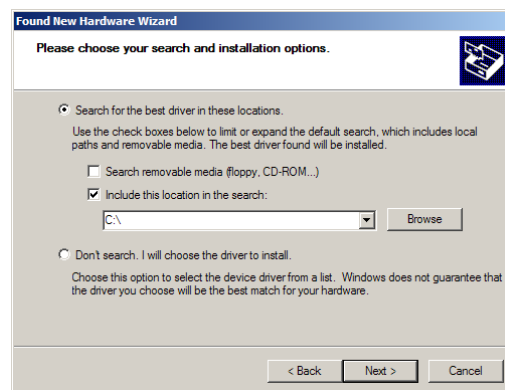 Found New Hardware Wizard
Please choose your search and installation options.
Search for the best driver in these locations.
Use the check boxes below to limit or expand the default search, which includes local
paths and removable media. The best driver found will be installed.
Search removable media (floppy, CD-ROM...)
Include this location in the search:
C:\
Browse
Don't search. I will choose the driver to install.
Choose this option to select the device driver from a list. Windows does not guarantee that
the driver you choose will be the best match for your hardware.
< Back Next > Cancel